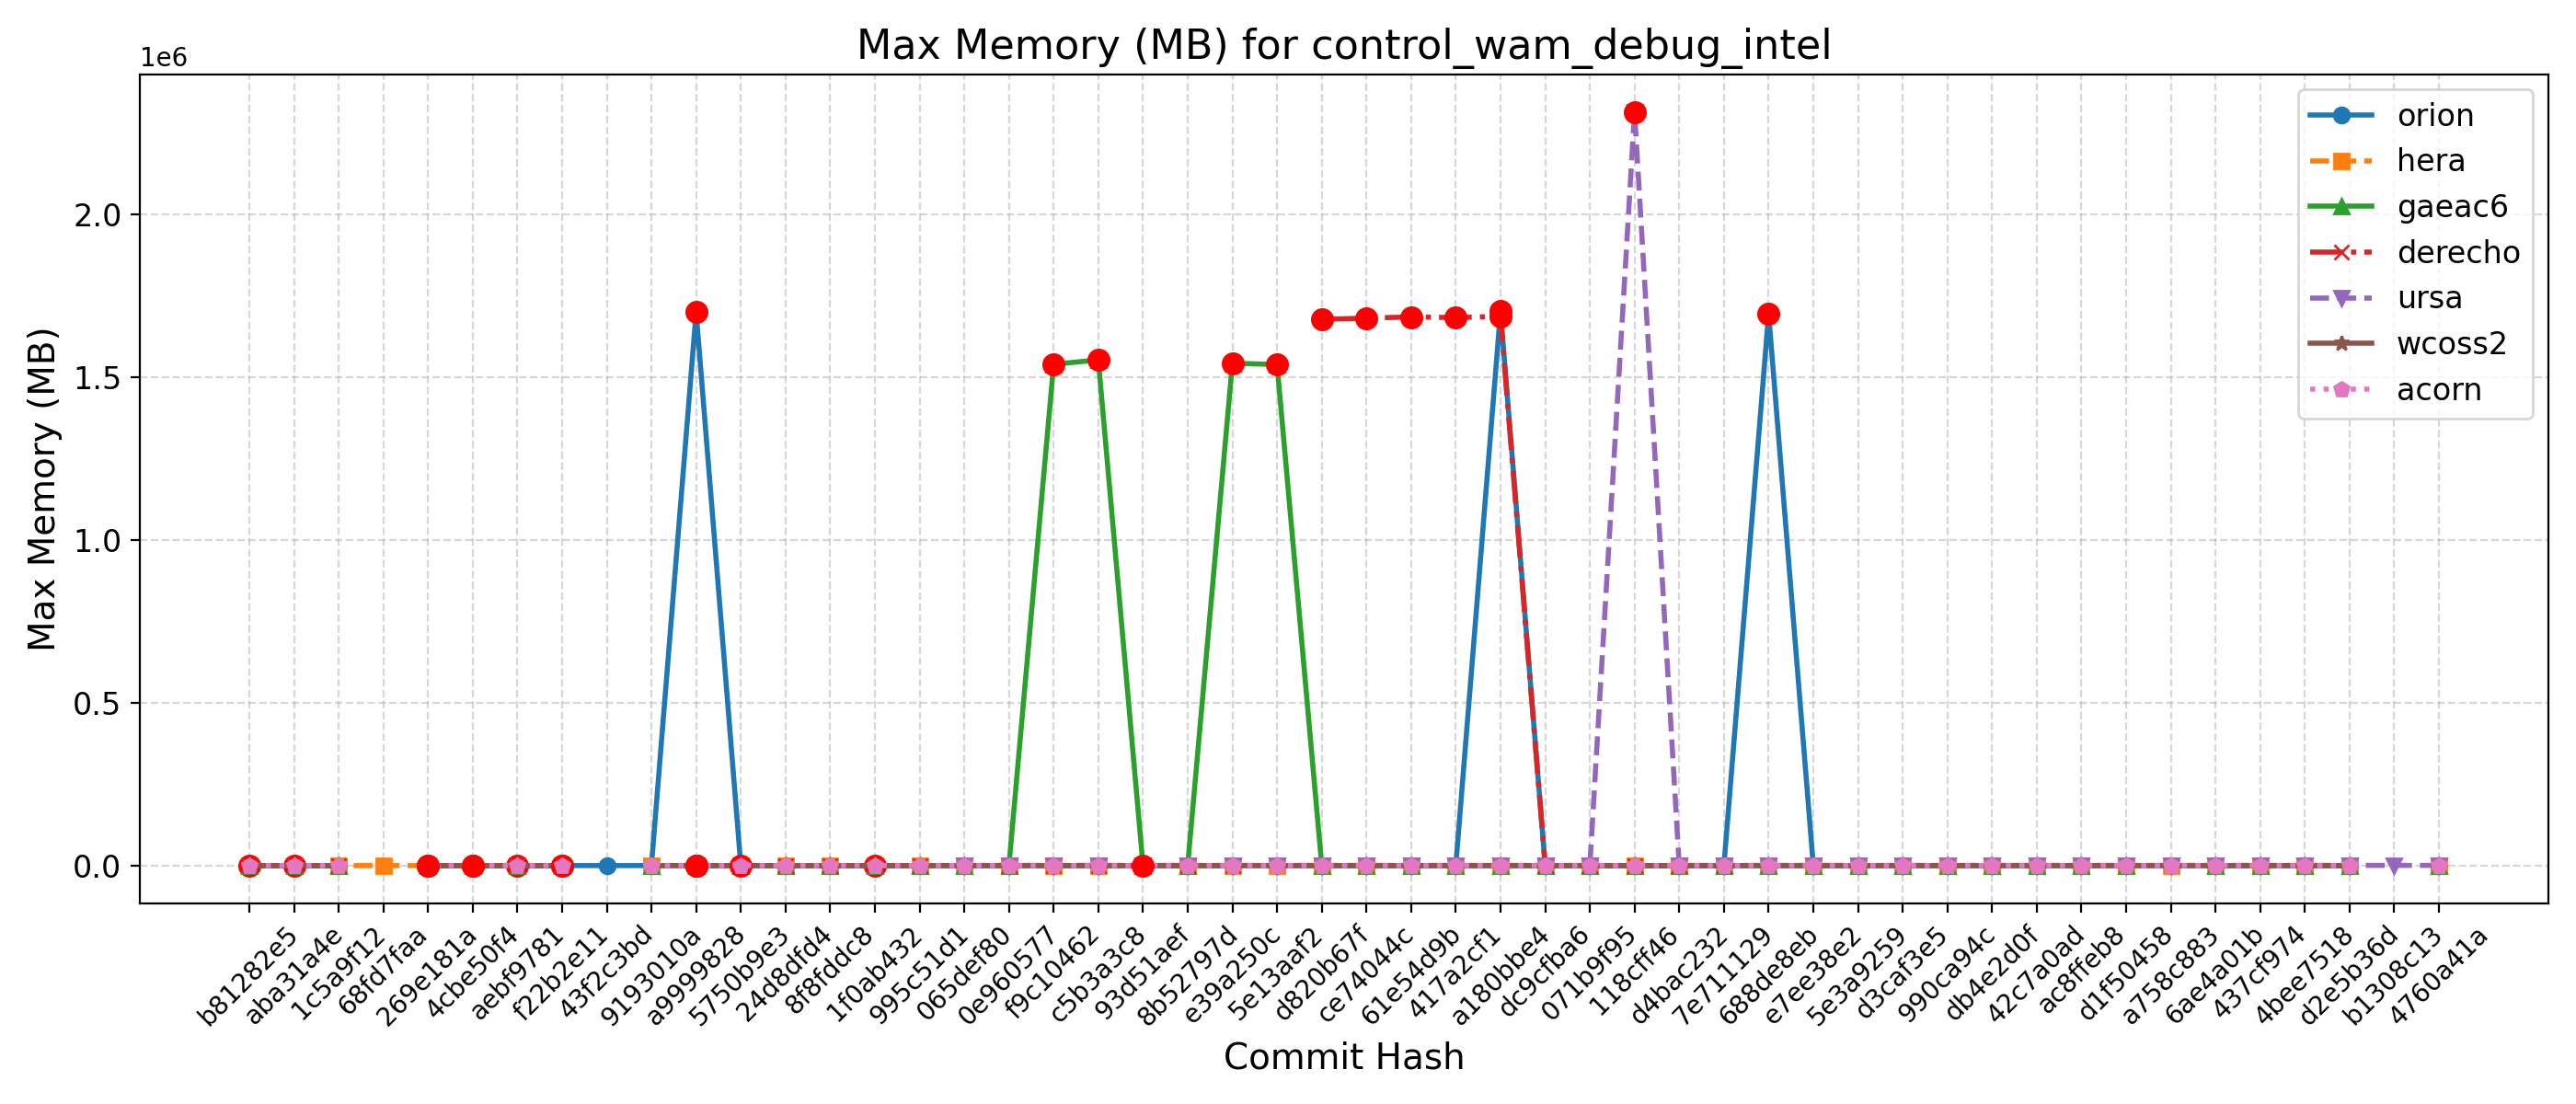 Max Memory (MB) for control_wam_debug_intel
1e6
Max Memory (MB)
2.0
1.5
1.0
0.5
0.0
orion
hera
gaeac6
derecho
ursa
wcoss2
acorn
b81282e5
aba31a4e
1c5a9f12
68fd7faa
269e181a
4cbe50f4
aebf9781
f22b2e11
43f2c3bd
9193010a
a9999828
5750b9e3
24d8dfd4
8f8fddc8
1f0ab432
995c51d1
065def80
0e960577
f9c10462
c5b3a3c8
93d51aef
8b52797d
e39a250c
5e13aaf2
d820b67f
ce74044c
61e54d9b
417a2cf1
a180bbe4
dc9cfba6
071b9f95
118cff46
d4bac232
7e711129
688de8eb
e7ee38e2
5e3a9259
d3caf3e5
990ca94c
db4e2d0f
42c7a0ad
ac8ffeb8
d1f50458
a758c883
6ae4a01b
437cf974
4bee7518
d2e5b36d
b1308c13
4760a41a
Commit Hash